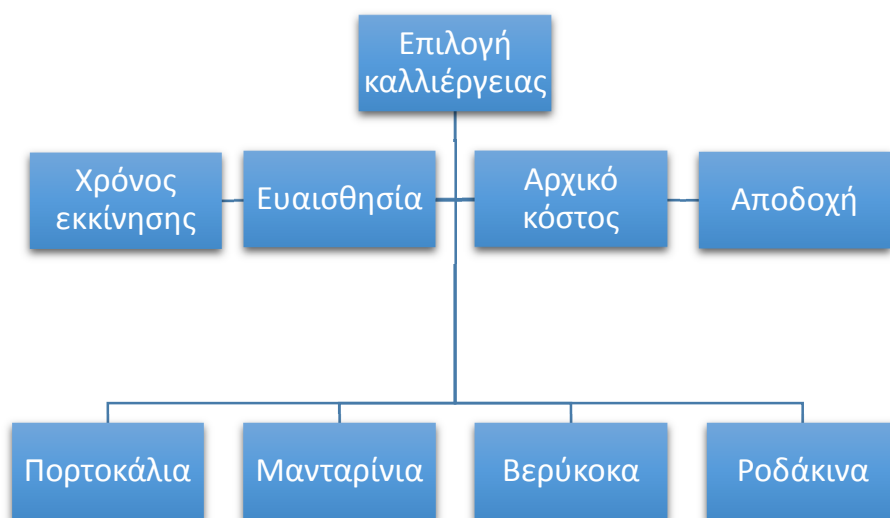 Επιλογή
καλλιέργειας
Χρόνος
εκκίνησης
Ευαισθησία
Αρχικό
κόστος
Αποδοχή
Πορτοκάλια
Μανταρίνια
Βερύκοκα
Ροδάκινα